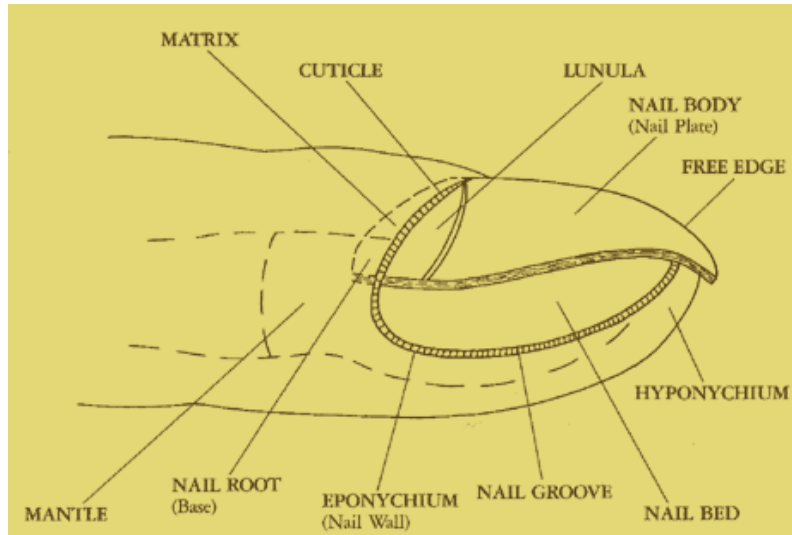 MATRIX
CUTICLE
LUNULA
NAIL BODY
(Nail Plate)
FREE EDGE
HYPONYCHIUM
NAIL ROOT
(Base)
EPONYCHIUM
(Nail Wall)
NAIL GROOVE
NAIL BED
MANTLE